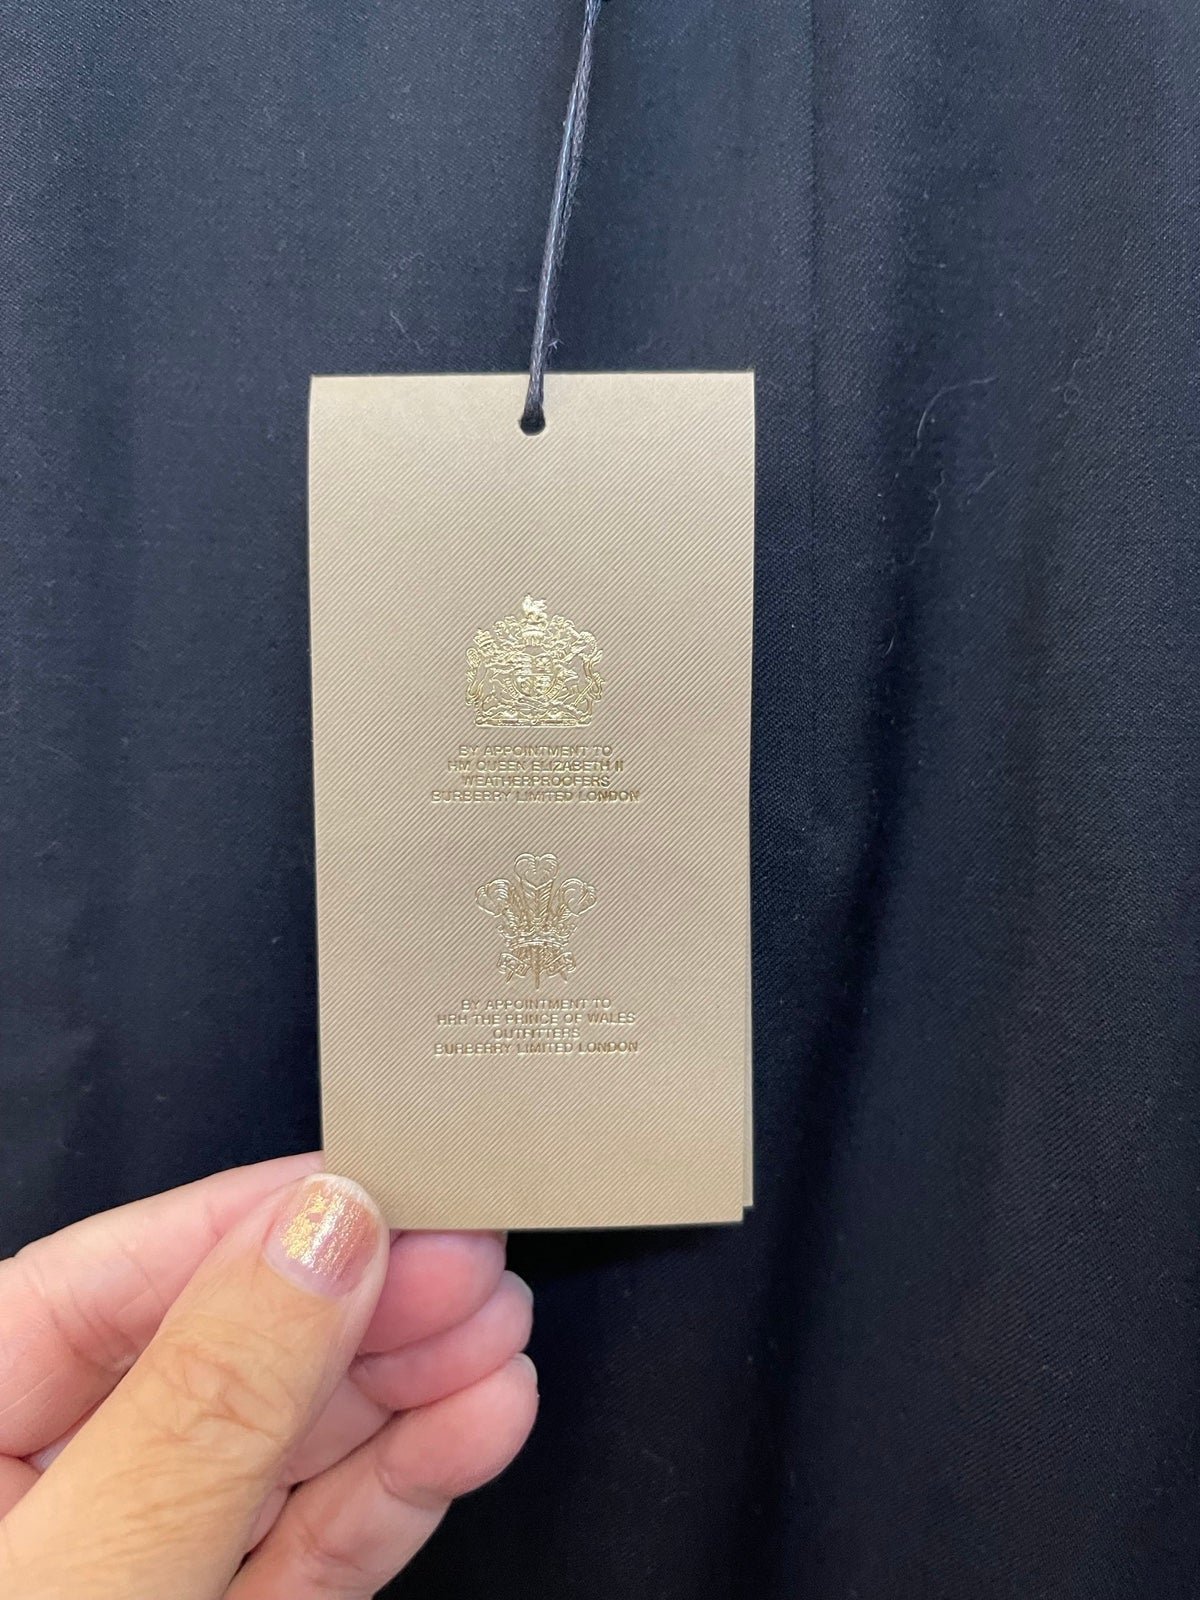 BY APPOINTMENT TO
HM QUEEN ELIZABETH II
WEATHERPROOFERS
BURBERRY LIMITED LONDON
BY APPOINTMENT TO
HRH THE PRINCE OF WALES
OUTFITTERS
BURBERRY LIMITED LONDON